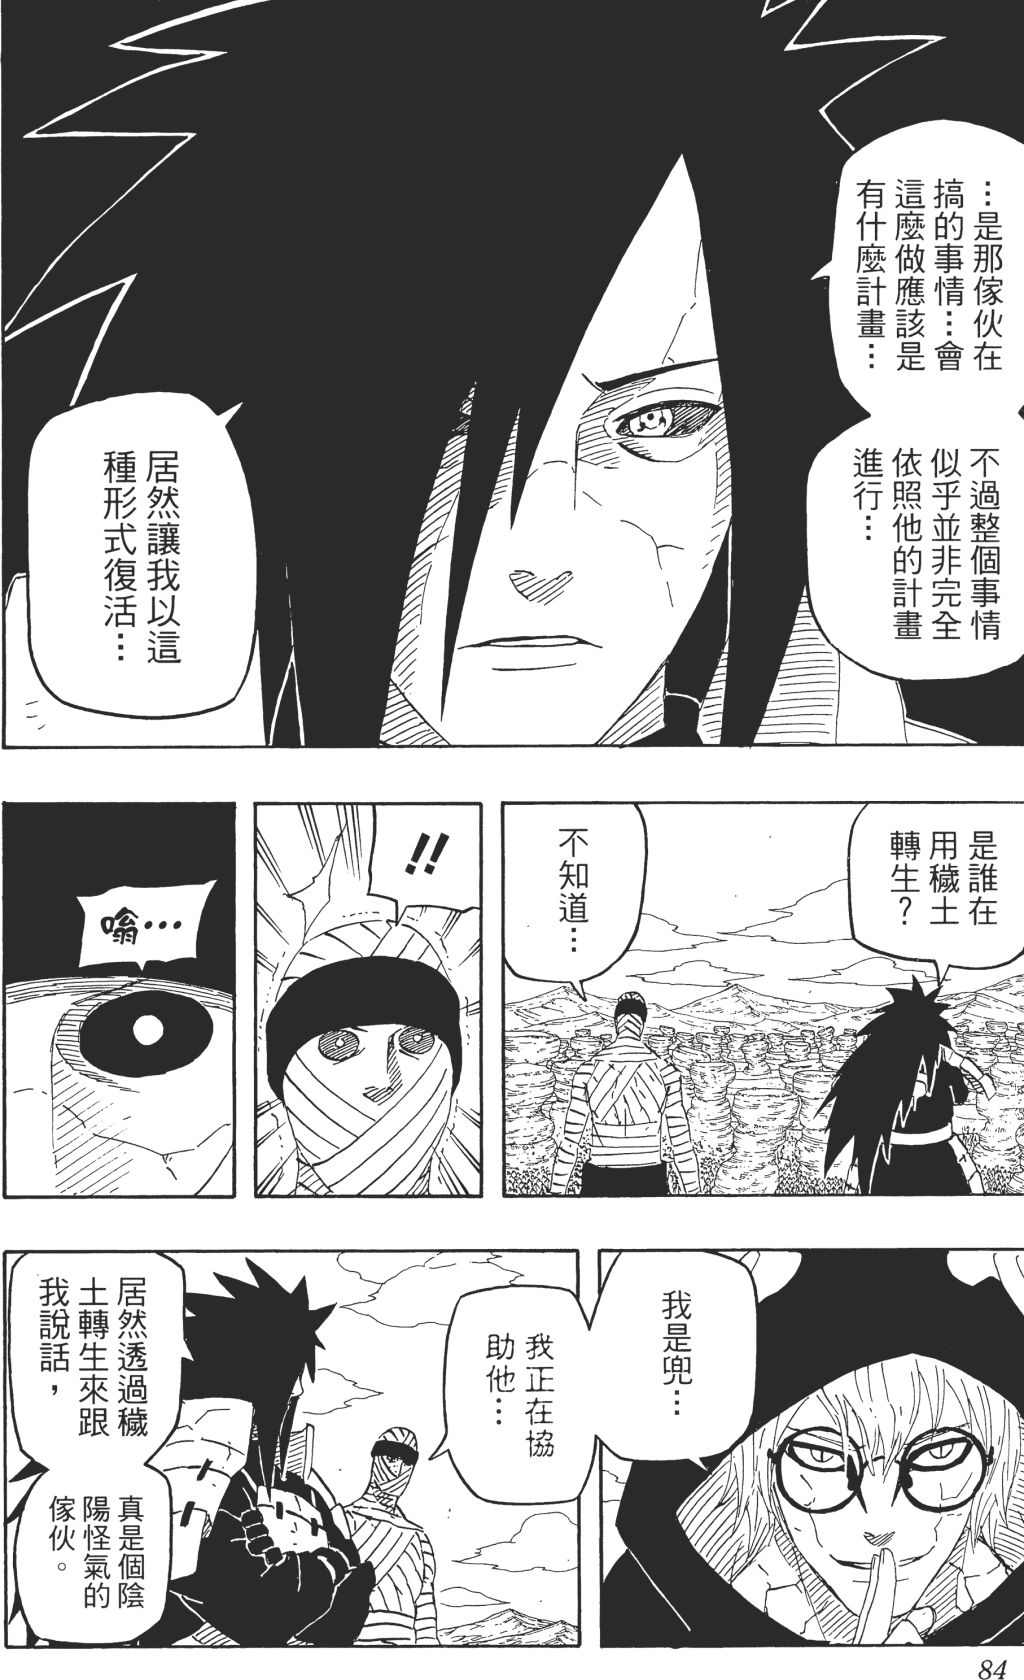 …是那傢伙在
搞的事情…會
這麼做應該是
有什麼計畫…
不過整個事情
似乎並非完全
依照他的計畫
進行…
居然讓我以這
種形式復活…
是誰在
用穢土
轉生？
不知道…
!!
嗡…
我是兜…
我正在協
助他…
居然透過穢
土轉生來跟
我說話，
真是個陰
陽怪氣的
傢伙。
84